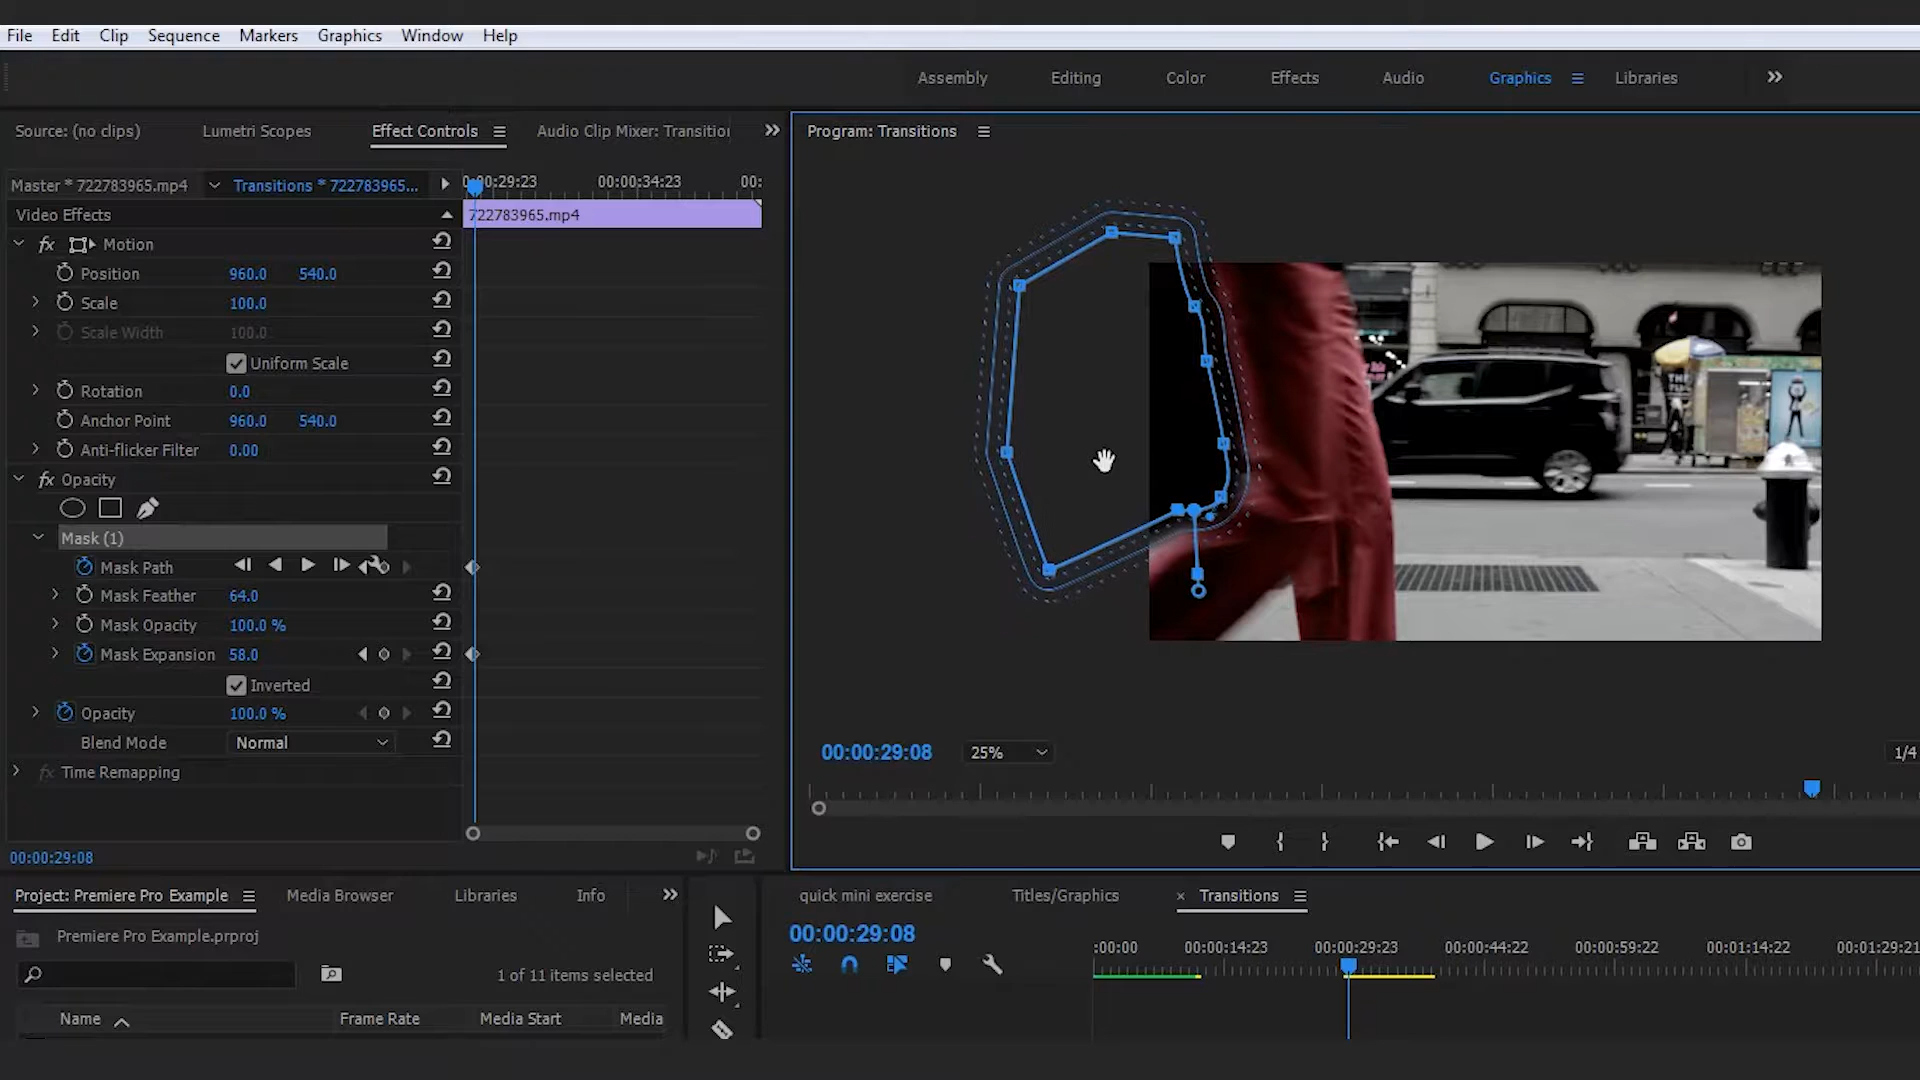 File Edit Clip Sequence Markers Graphics Window Help
Assembly Editing Color Effects Audio Graphics Libraries
Source: (no clips) Lumetri Scopes Effect Controls Audio Clip Mixer: Transitio
Program: Transitions
Master * 722783965.mp4 Transitions * 722783965... 0:00:29:23 00:00:34:23 00:
Video Effects 722783965.mp4
fx Motion
Position 960.0 540.0
Scale 100.0
Scale Width 100.0
Uniform Scale
Rotation 0.0
Anchor Point 960.0 540.0
Anti-flicker Filter 0.00
fx Opacity
Mask (1)
Mask Path
Mask Feather 64.0
Mask Opacity 100.0 %
Mask Expansion 58.0
Inverted
Opacity 100.0 %
Blend Mode Normal
fx Time Remapping
00:00:29:08 25% 1/4
00:00:29:08
Project: Premiere Pro Example Media Browser Libraries Info
Premiere Pro Example.prproj
1 of 11 items selected
Name Frame Rate Media Start Media
quick mini exercise Titles/Graphics × Transitions
00:00:29:08
:00:00 00:00:14:23 00:00:29:23 00:00:44:22 00:00:59:22 00:01:14:22 00:01:29:21